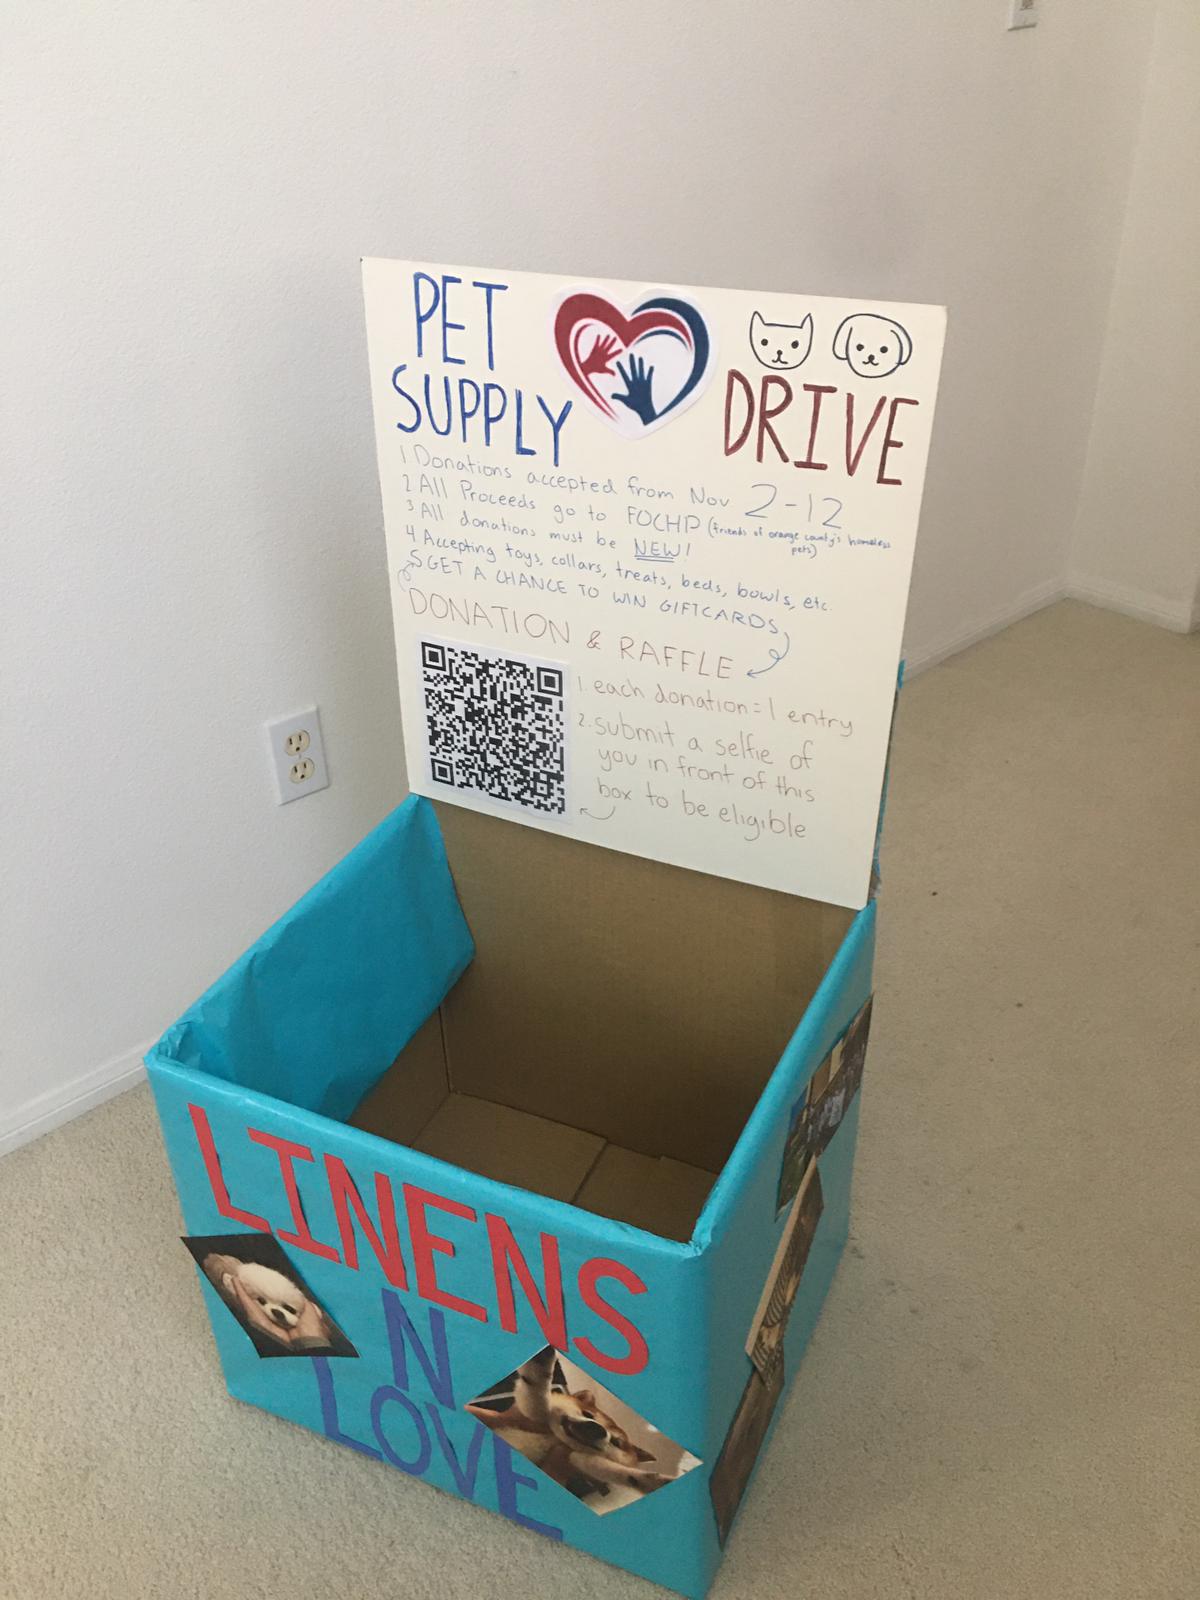 PET
SUPPLY
DRIVE
1 Donations accepted from Nov 2-12
2 All Proceeds go to FOCHP (friends of orange county's homeless
pets)
3 All donations must be NEW!
4 Accepting toys, collars, treats, beds, bowls, etc.
5 GET A CHANCE TO WIN GIFTCARDS
DONATION & RAFFLE
1. each donation = 1 entry
2. submit a selfie of
you in front of this
box to be eligible
LINENS
N
LOVE